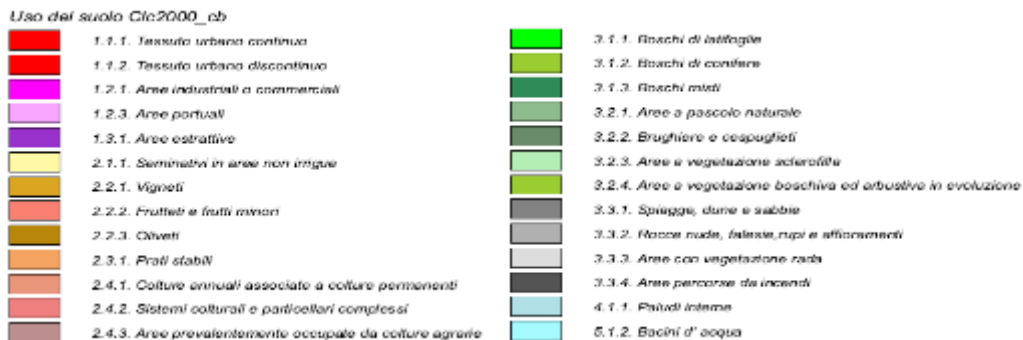 Uso del suolo Clc2000_cb
1.1.1. Tessuto urbano continuo
1.1.2. Tessuto urbano discontinuo
1.2.1. Aree industriali o commerciali
1.2.3. Aree portuali
1.3.1. Aree estrattive
2.1.1. Seminativi in aree non irrigue
2.2.1. Vigneti
2.2.2. Frutteti e frutti minori
2.2.3. Oliveti
2.3.1. Prati stabili
2.4.1. Colture annuali associate a colture permanenti
2.4.2. Sistemi colturali e particellari complessi
2.4.3. Aree prevalentemente occupate da colture agrarie
3.1.1. Boschi di latifoglie
3.1.2. Boschi di conifere
3.1.3. Boschi misti
3.2.1. Aree a pascolo naturale
3.2.2. Brughiere e cespuglieti
3.2.3. Aree a vegetazione sclerofilla
3.2.4. Aree a vegetazione boschiva ed arbustiva in evoluzione
3.3.1. Spiagge, dune e sabbie
3.3.2. Rocce nude, falesie,rupi e affioramenti
3.3.3. Aree con vegetazione rada
3.3.4. Aree percorse da incendi
4.1.1. Paludi interne
5.1.2. Bacini d' acqua